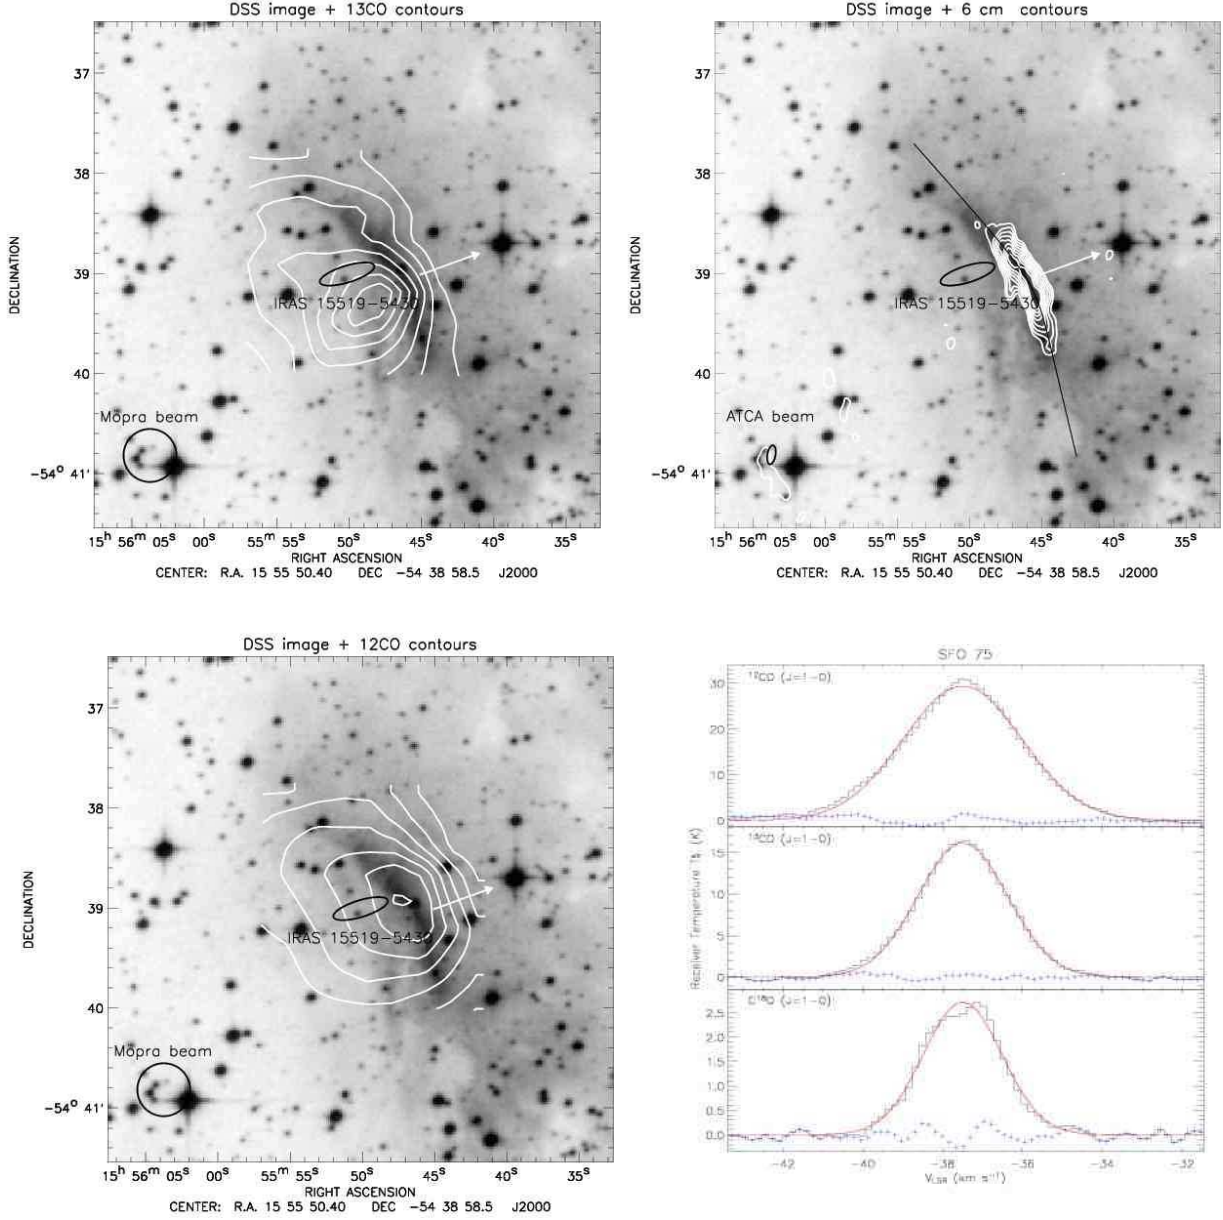 DSS image + 13CO contours
37
38
39
40
-54° 41'
DECLINATION
IRAS 15519-5430
Mopra beam
15ʰ 56ᵐ 05ˢ 00ˢ 55ᵐ 55ˢ 50ˢ 45ˢ 40ˢ 35ˢ
RIGHT ASCENSION
CENTER: R.A. 15 55 50.40 DEC -54 38 58.5 J2000
DSS image + 6 cm contours
37
38
39
40
-54° 41'
DECLINATION
IRAS 15519-5430
ATCA beam
15ʰ 56ᵐ 05ˢ 00ˢ 55ᵐ 55ˢ 50ˢ 45ˢ 40ˢ 35ˢ
RIGHT ASCENSION
CENTER: R.A. 15 55 50.40 DEC -54 38 58.5 J2000
DSS image + 12CO contours
37
38
39
40
-54° 41'
DECLINATION
IRAS 15519-5430
Mopra beam
15ʰ 56ᵐ 05ˢ 00ˢ 55ᵐ 55ˢ 50ˢ 45ˢ 40ˢ 35ˢ
RIGHT ASCENSION
CENTER: R.A. 15 55 50.40 DEC -54 38 58.5 J2000
SFO 75
¹²CO (J=1-0)
30
20
10
0
¹³CO (J=1-0)
15
10
5
0
C¹⁸O (J=1-0)
2.5
2.0
1.5
1.0
0.5
0.0
Receiver Temperature (K)
-42 -40 -38 -36 -34 -32
V_LSR (km s⁻¹)